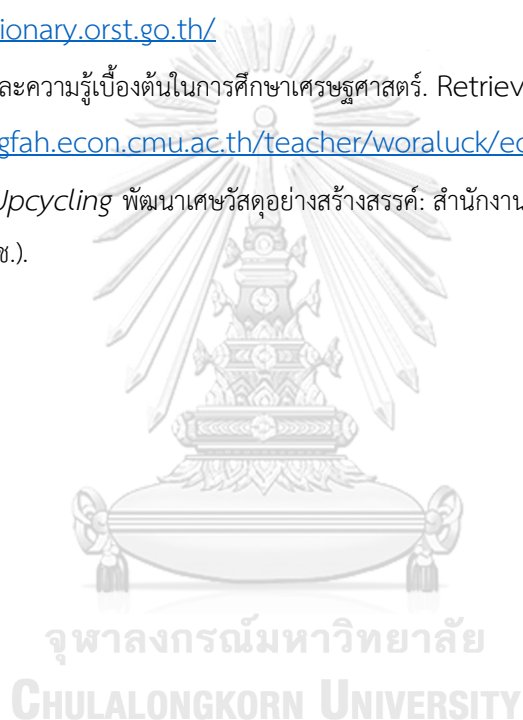 ionary.orst.go.th/
ละความรู้เบื้องต้นในการศึกษาเศรษฐศาสตร์. Retriev
gfah.econ.cmu.ac.th/teacher/woraluck/ec
Upcycling พัฒนาเศษวัสดุอย่างสร้างสรรค์: สำนักงาน
ช.).
จุฬาลงกรณ์มหาวิทยาลัย
CHULALONGKORN UNIVERSITY